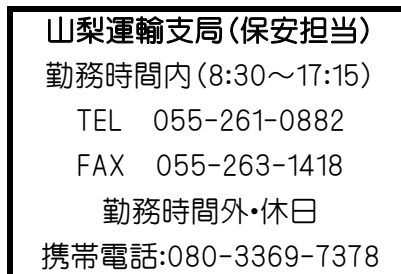 山梨運輸支局(保安担当)
勤務時間内(8:30～17:15)
TEL　055-261-0882
FAX　055-263-1418
勤務時間外・休日
携帯電話:080-3369-7378